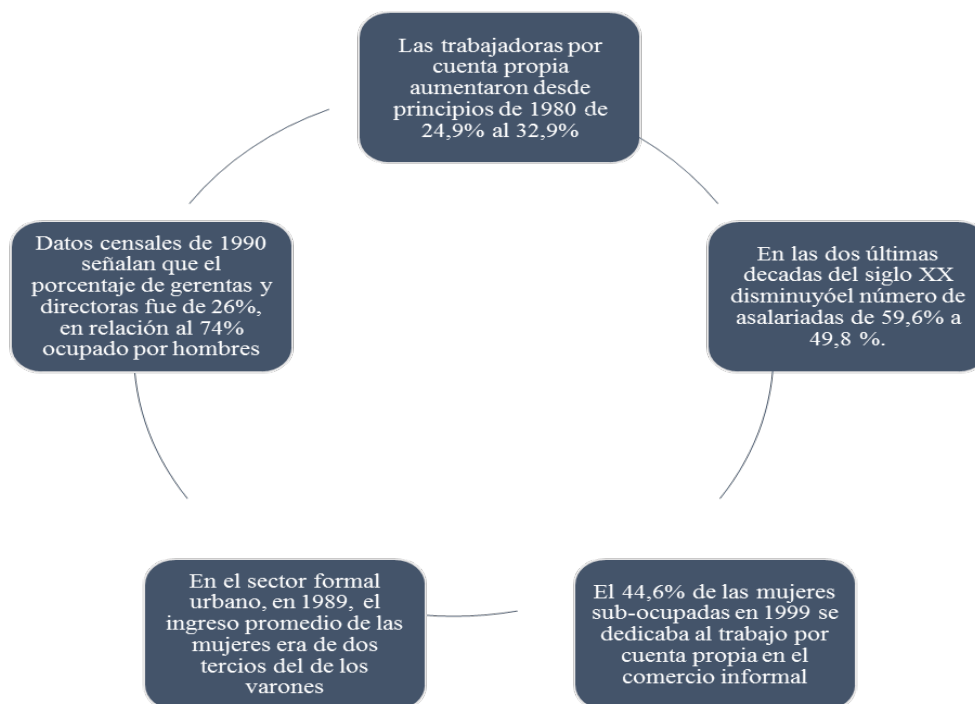 Las trabajadoras por
cuenta propia
aumentaron desde
principios de 1980 de
24,9% al 32,9%
En las dos últimas
decadas del siglo XX
disminuyóel número de
asalariadas de 59,6% a
49,8 %.
El 44,6% de las mujeres
sub-ocupadas en 1999 se
dedicaba al trabajo por
cuenta propia en el
comercio informal
En el sector formal
urbano, en 1989, el
ingreso promedio de las
mujeres era de dos
tercios del de los
varones
Datos censales de 1990
señalan que el
porcentaje de gerentas y
directoras fue de 26%,
en relación al 74%
ocupado por hombres